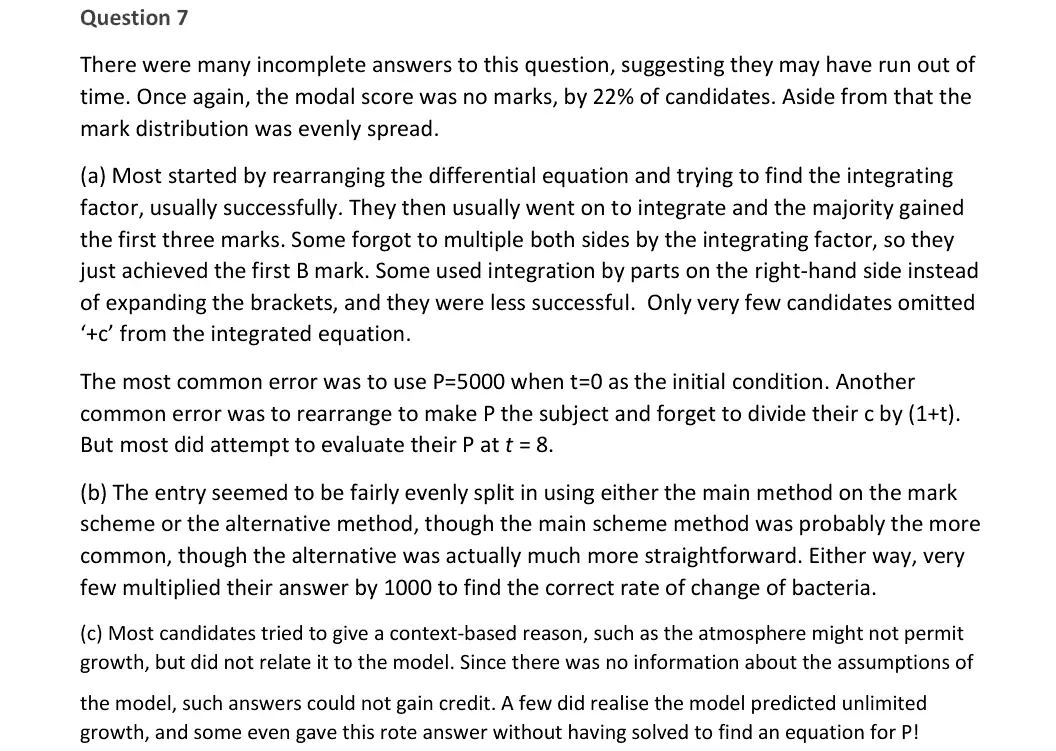 Question 7
There were many incomplete answers to this question, suggesting they may have run out of
time. Once again, the modal score was no marks, by 22% of candidates. Aside from that the
mark distribution was evenly spread.
(a) Most started by rearranging the differential equation and trying to find the integrating
factor, usually successfully. They then usually went on to integrate and the majority gained
the first three marks. Some forgot to multiple both sides by the integrating factor, so they
just achieved the first B mark. Some used integration by parts on the right-hand side instead
of expanding the brackets, and they were less successful.  Only very few candidates omitted
‘+c’ from the integrated equation.
The most common error was to use P=5000 when t=0 as the initial condition. Another
common error was to rearrange to make P the subject and forget to divide their c by (1+t).
But most did attempt to evaluate their P at t = 8.
(b) The entry seemed to be fairly evenly split in using either the main method on the mark
scheme or the alternative method, though the main scheme method was probably the more
common, though the alternative was actually much more straightforward. Either way, very
few multiplied their answer by 1000 to find the correct rate of change of bacteria.
(c) Most candidates tried to give a context-based reason, such as the atmosphere might not permit
growth, but did not relate it to the model. Since there was no information about the assumptions of
the model, such answers could not gain credit. A few did realise the model predicted unlimited
growth, and some even gave this rote answer without having solved to find an equation for P!